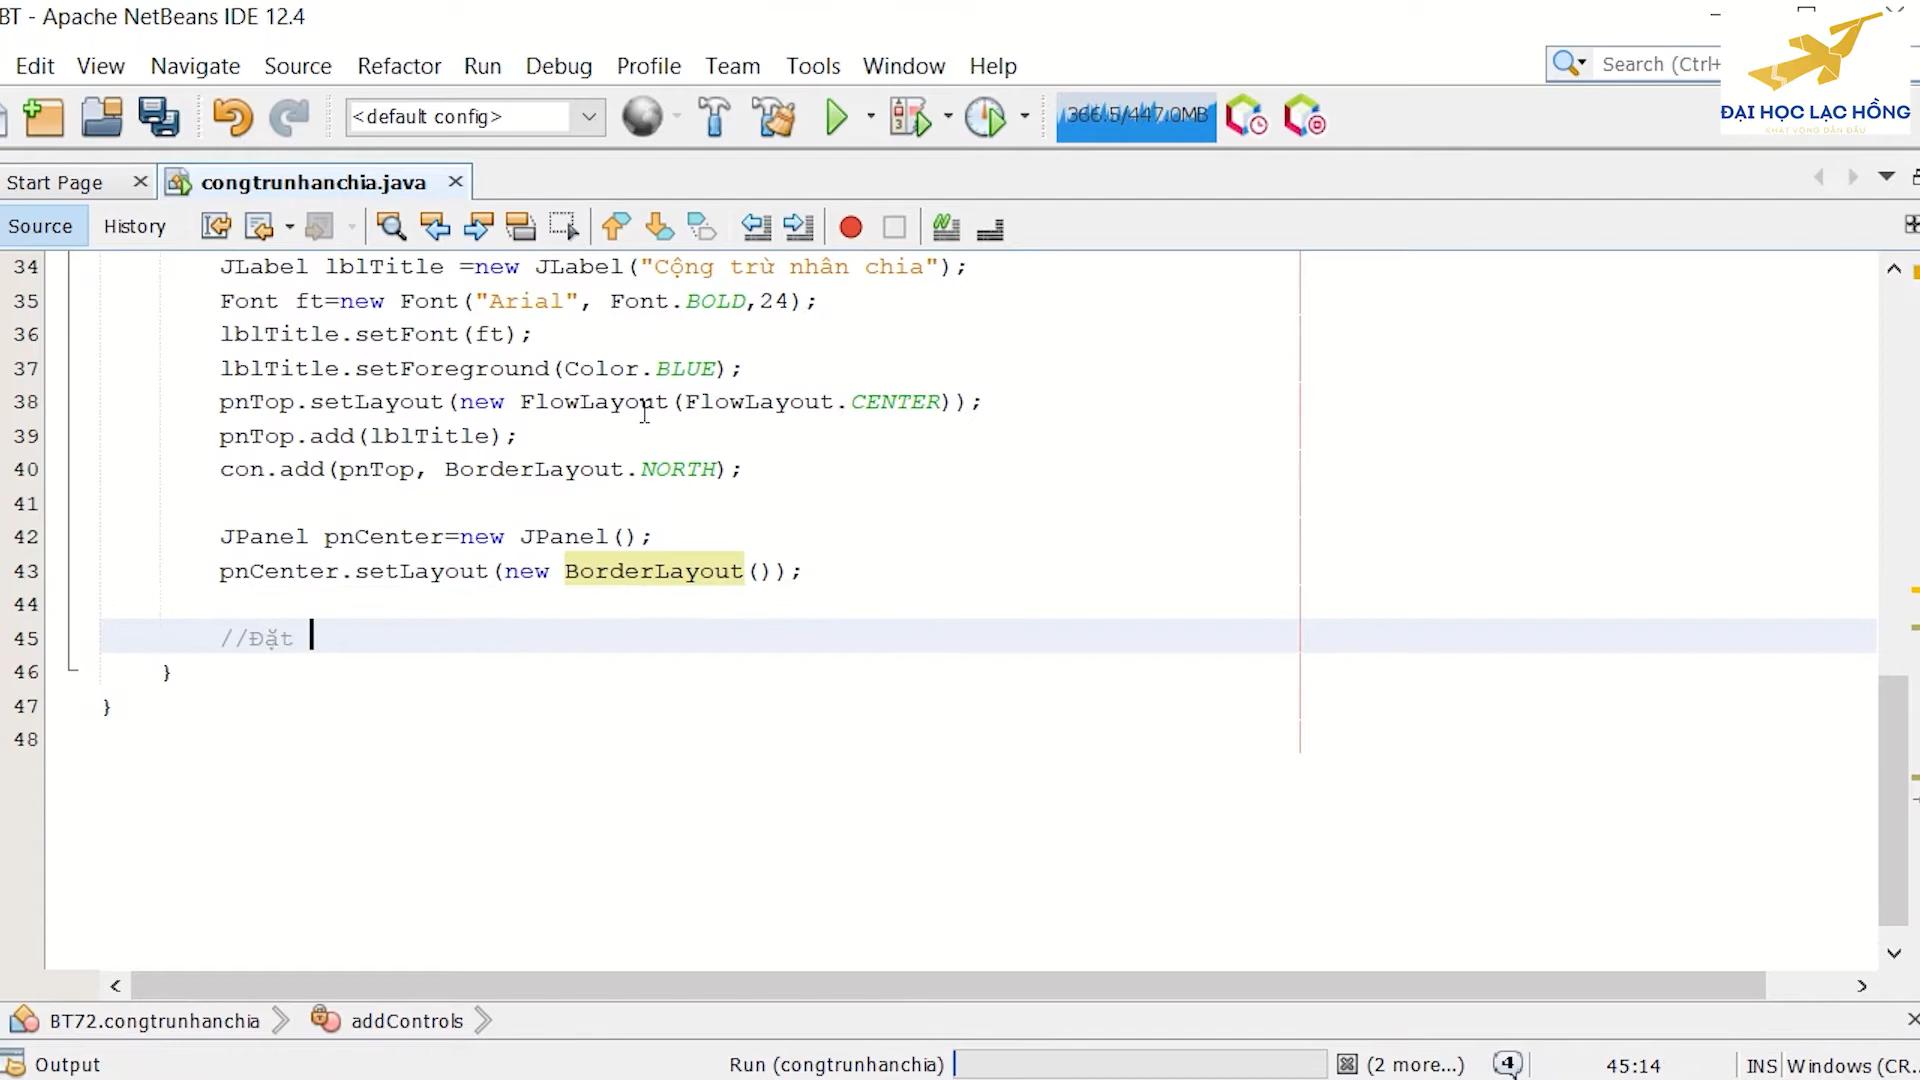 BT - Apache NetBeans IDE 12.4
Edit View Navigate Source Refactor Run Debug Profile Team Tools Window Help
Search (Ctrl+
ĐẠI HỌC LẠC HỒNG
KHÁT VỌNG DẪN ĐẦU
<default config>
366.5/447.0MB
Start Page
congtrunhanchia.java
Source History
34 JLabel lblTitle =new JLabel("Cộng trừ nhân chia");
35 Font ft=new Font("Arial", Font.BOLD,24);
36 lblTitle.setFont(ft);
37 lblTitle.setForeground(Color.BLUE);
38 pnTop.setLayout(new FlowLayout(FlowLayout.CENTER));
39 pnTop.add(lblTitle);
40 con.add(pnTop, BorderLayout.NORTH);
41
42 JPanel pnCenter=new JPanel();
43 pnCenter.setLayout(new BorderLayout());
44
45 //Đặt
46 }
47 }
48
BT72.congtrunhanchia addControls
Output Run (congtrunhanchia) (2 more...) 4 45:14 INS Windows (CR..